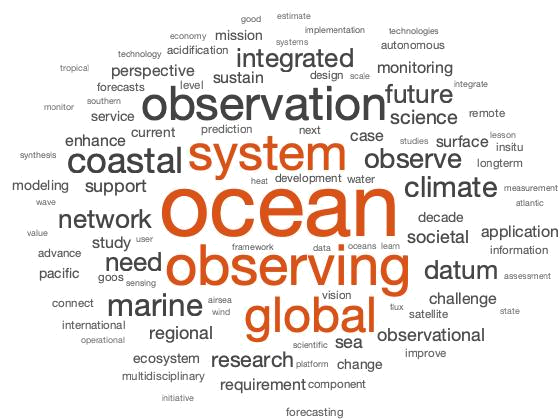 good estimate
economy mission implementation technologies
acidification systems autonomous
technology integrated
tropical perspective sustain design scale monitoring
forecasts level observation future integrate
monitor southern service science remote
current prediction next case lesson
enhance system studies surface insitu
synthesis coastal observe longterm
modeling support heat development water climate measurement
wave ocean atlantic
network decade
value study user societal application
advance framework data oceans learn information
pacific need observing datum
goos sensing assessment
connect marine airsea vision flux challenge
wind global satellite state
international regional observational
operational scientific sea
ecosystem research platform change improve
multidisciplinary requirement component
initiative
forecasting